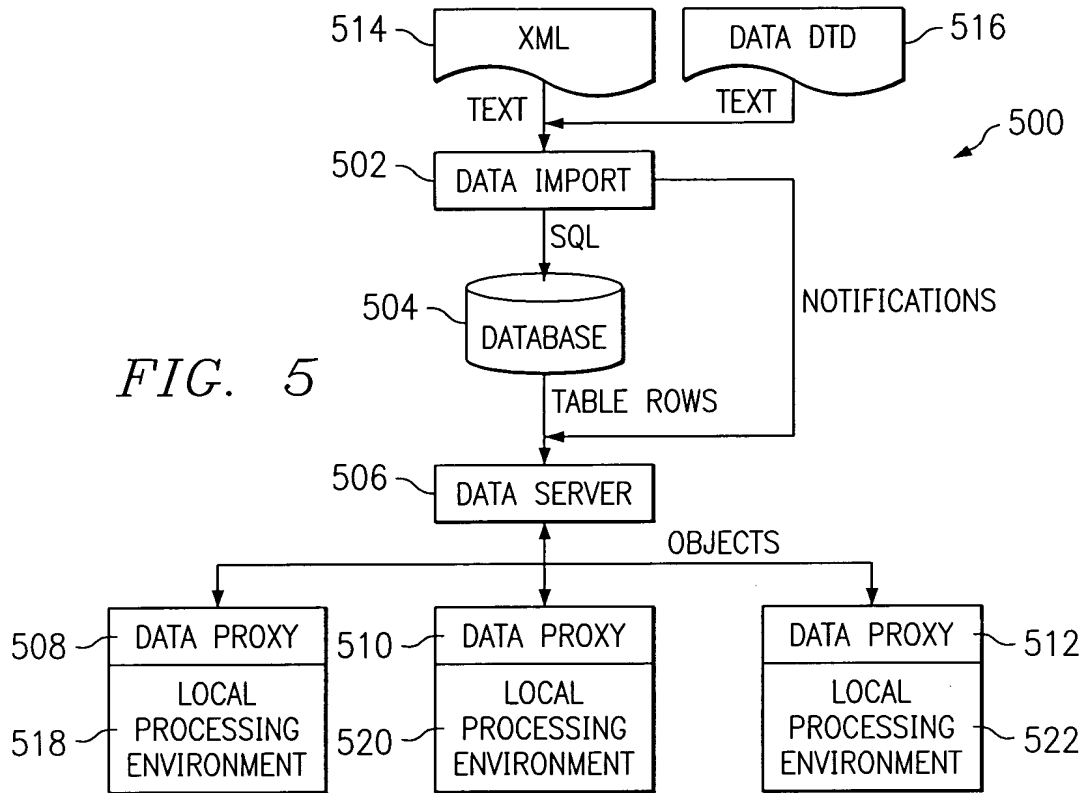 514 XML DATA DTD 516
TEXT TEXT
500
502 DATA IMPORT
SQL
504 DATABASE NOTIFICATIONS
FIG. 5
TABLE ROWS
506 DATA SERVER
OBJECTS
508 DATA PROXY 510 DATA PROXY DATA PROXY 512
LOCAL LOCAL LOCAL
518 PROCESSING 520 PROCESSING PROCESSING 522
ENVIRONMENT ENVIRONMENT ENVIRONMENT